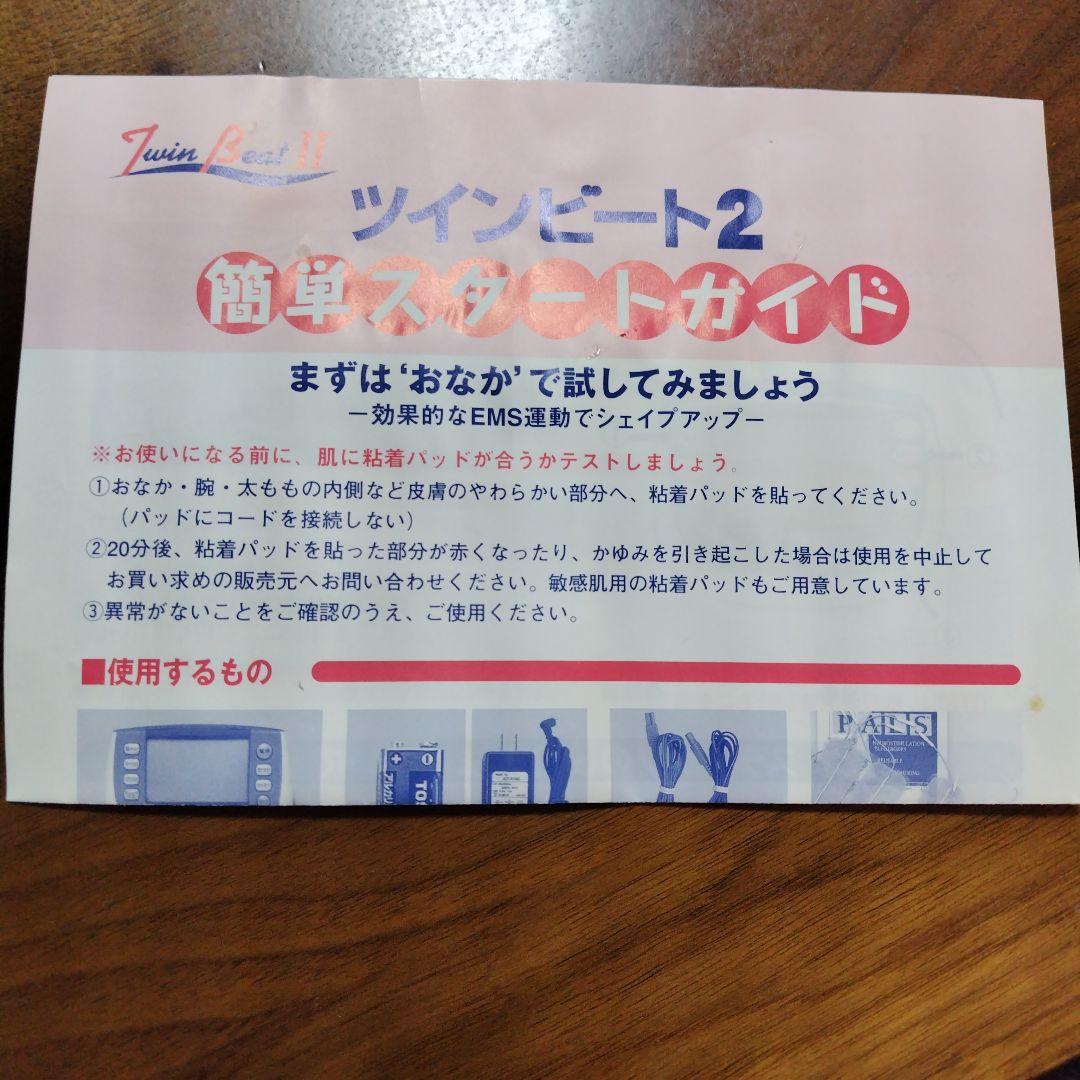 Twin Beat II
ツインビート2
簡単スタートガイド
まずは‘おなか’で試してみましょう
ー効果的なEMS運動でシェイプアップー
※お使いになる前に、肌に粘着パッドが合うかテストしましょう。
①おなか・腕・太ももの内側など皮膚のやわらかい部分へ、粘着パッドを貼ってください。
(パッドにコードを接続しない)
②20分後、粘着パッドを貼った部分が赤くなったり、かゆみを引き起こした場合は使用を中止して
お買い求めの販売元へお問い合わせください。敏感肌用の粘着パッドもご用意しています。
③異常がないことをご確認のうえ、ご使用ください。
■使用するもの
PALS
NEUROSTIMULATION
ELECTRODES
REUSABLE
アルカリ
TOS